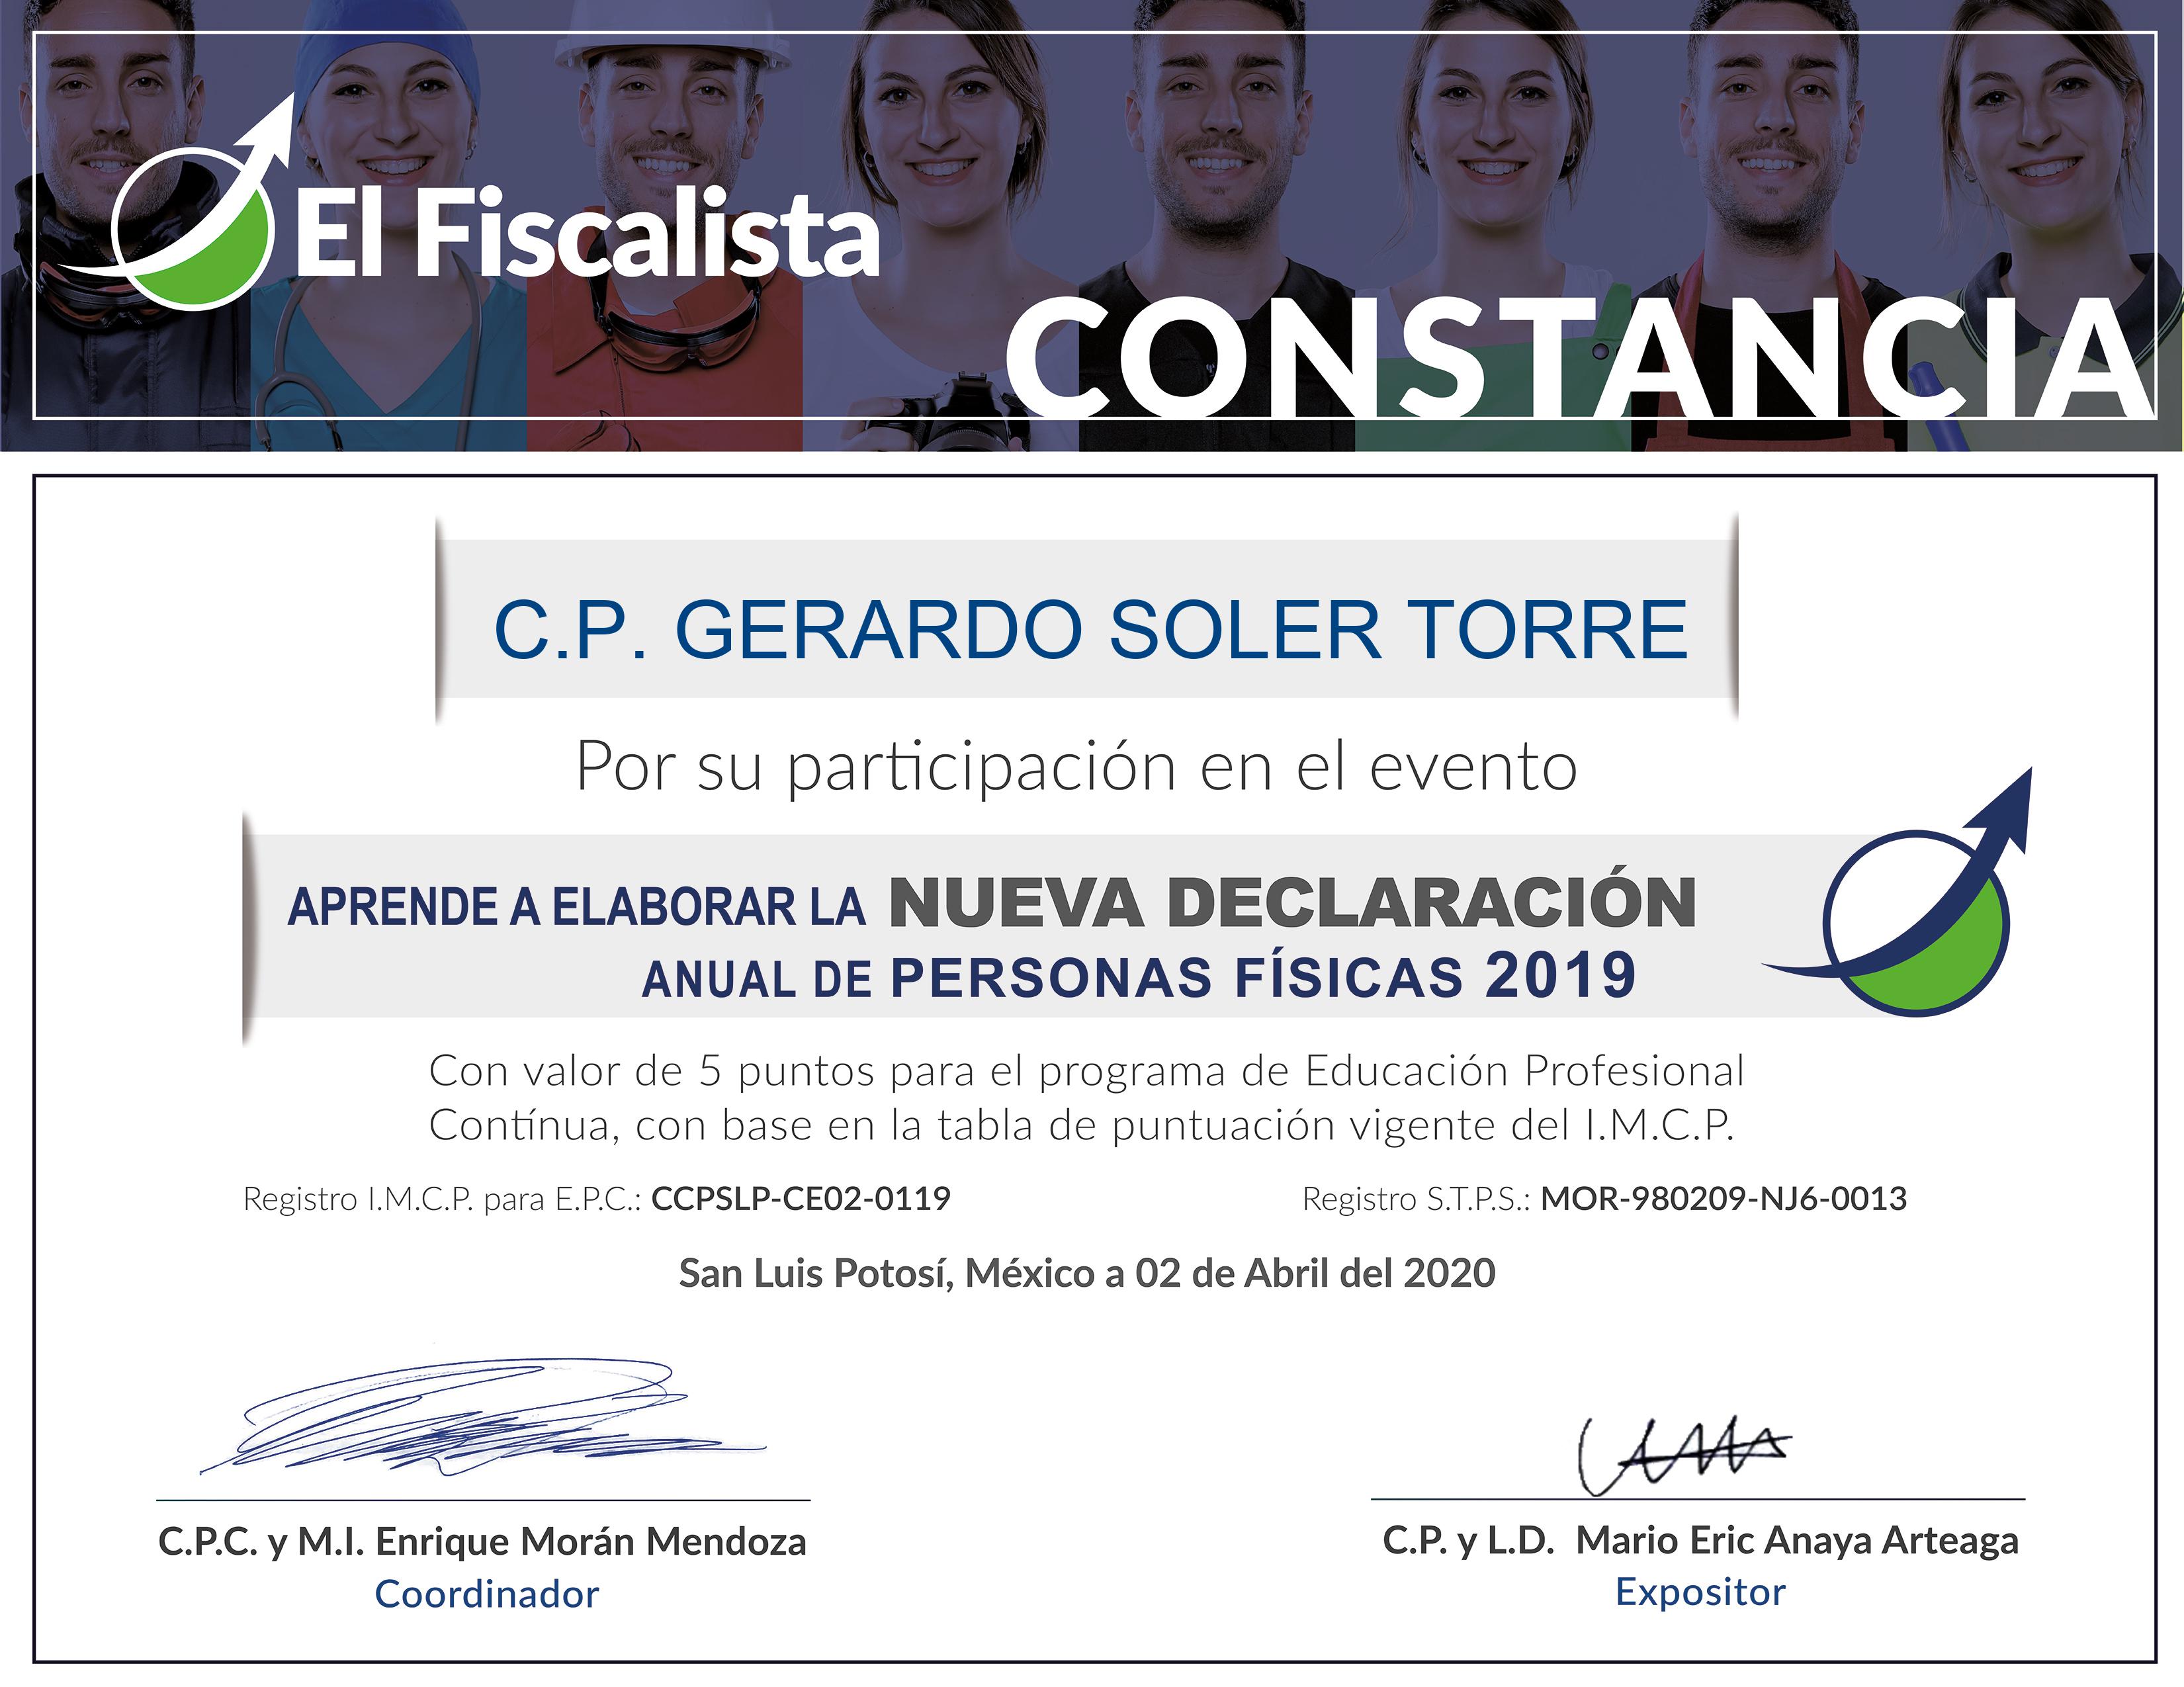 El Fiscalista
CONSTANCIA
C.P. GERARDO SOLER TORRE
Por su participación en el evento
APRENDE A ELABORAR LA NUEVA DECLARACIÓN
ANUAL DE PERSONAS FÍSICAS 2019
Con valor de 5 puntos para el programa de Educación Profesional
Contínua, con base en la tabla de puntuación vigente del I.M.C.P.
Registro I.M.C.P. para E.P.C.: CCPSLP-CE02-0119
Registro S.T.P.S.: MOR-980209-NJ6-0013
San Luis Potosí, México a 02 de Abril del 2020
C.P.C. y M.I. Enrique Morán Mendoza
Coordinador
C.P. y L.D. Mario Eric Anaya Arteaga
Expositor